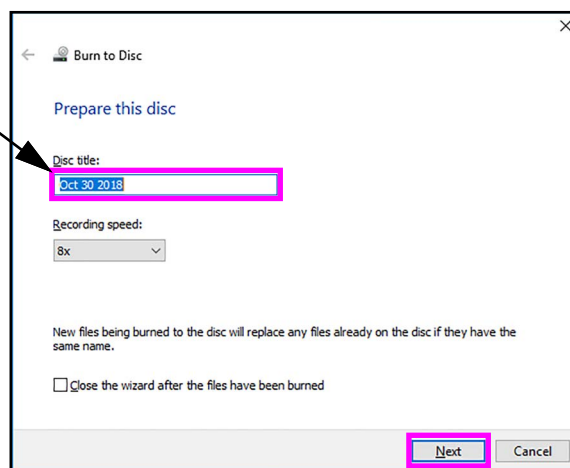 Burn to Disc
Prepare this disc
Disc title:
Oct 30 2018
Recording speed:
8x
New files being burned to the disc will replace any files already on the disc if they have the
same name.
Close the wizard after the files have been burned
Next Cancel